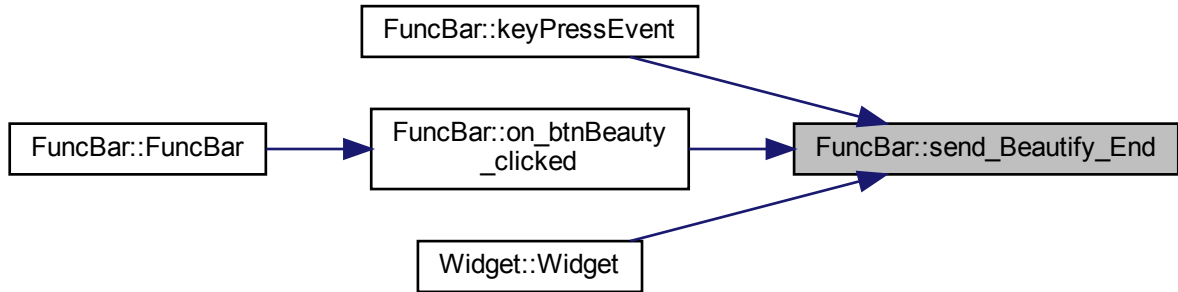 FuncBar::keyPressEvent
FuncBar::FuncBar
FuncBar::on_btnBeauty
_clicked
FuncBar::send_Beautify_End
Widget::Widget